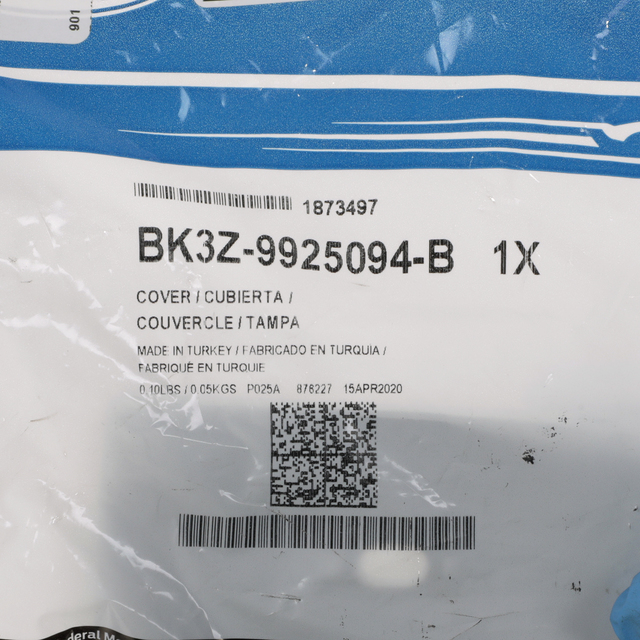 901
1873497
BK3Z-9925094-B 1X
COVER / CUBIERTA /
COUVERCLE / TAMPA
MADE IN TURKEY / FABRICADO EN TURQUIA /
FABRIQUÉ EN TURQUIE
0.10LBS / 0.05KGS P025A 876227 15APR2020